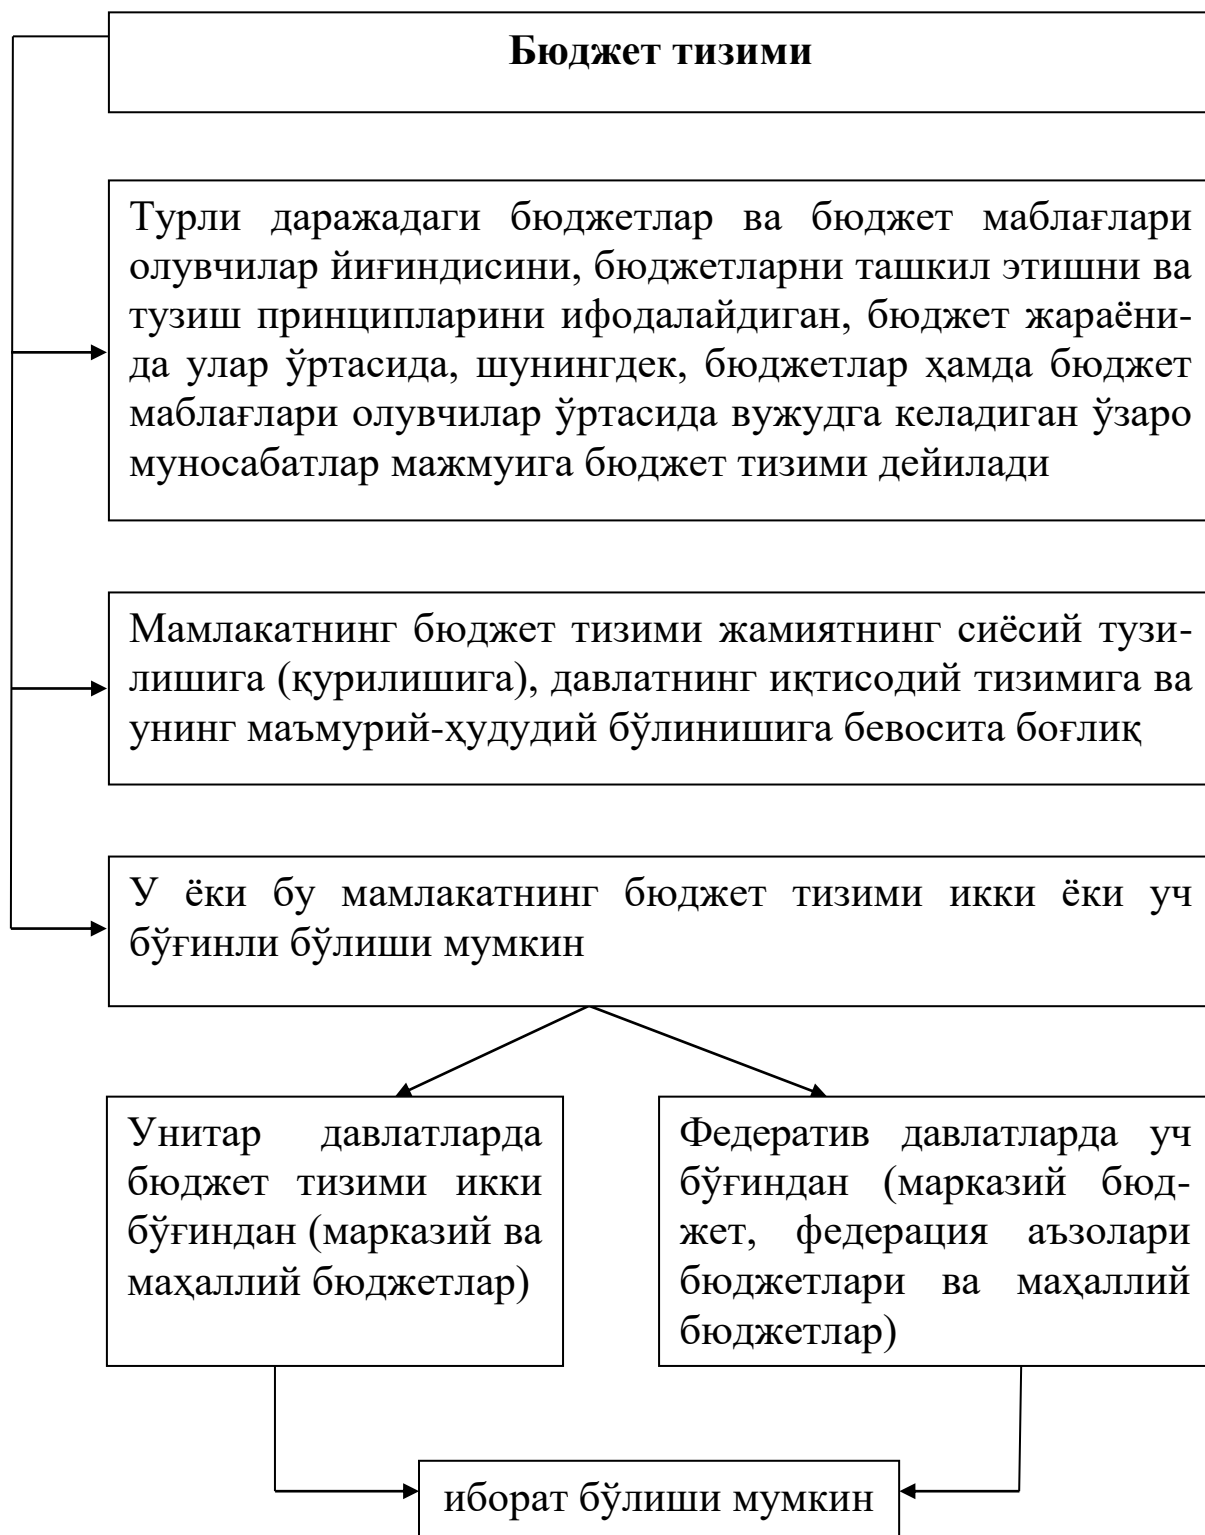 Бюджет тизими
Турли даражадаги бюджетлар ва бюджет маблағлари
олувчилар йиғиндисини, бюджетларни ташкил этишни ва
тузиш принципларини ифодалайдиган, бюджет жараёни-
да улар ўртасида, шунингдек, бюджетлар ҳамда бюджет
маблағлари олувчилар ўртасида вужудга келадиган ўзаро
муносабатлар мажмуига бюджет тизими дейилади
Мамлакатнинг бюджет тизими жамиятнинг сиёсий тузи-
лишига (қурилишига), давлатнинг иқтисодий тизимига ва
унинг маъмурий-ҳудудий бўлинишига бевосита боғлиқ
У ёки бу мамлакатнинг бюджет тизими икки ёки уч
бўғинли бўлиши мумкин
Унитар давлатларда
бюджет тизими икки
бўғиндан (марказий ва
маҳаллий бюджетлар)
Федератив давлатларда уч
бўғиндан (марказий бюд-
жет, федерация аъзолари
бюджетлари ва маҳаллий
бюджетлар)
иборат бўлиши мумкин